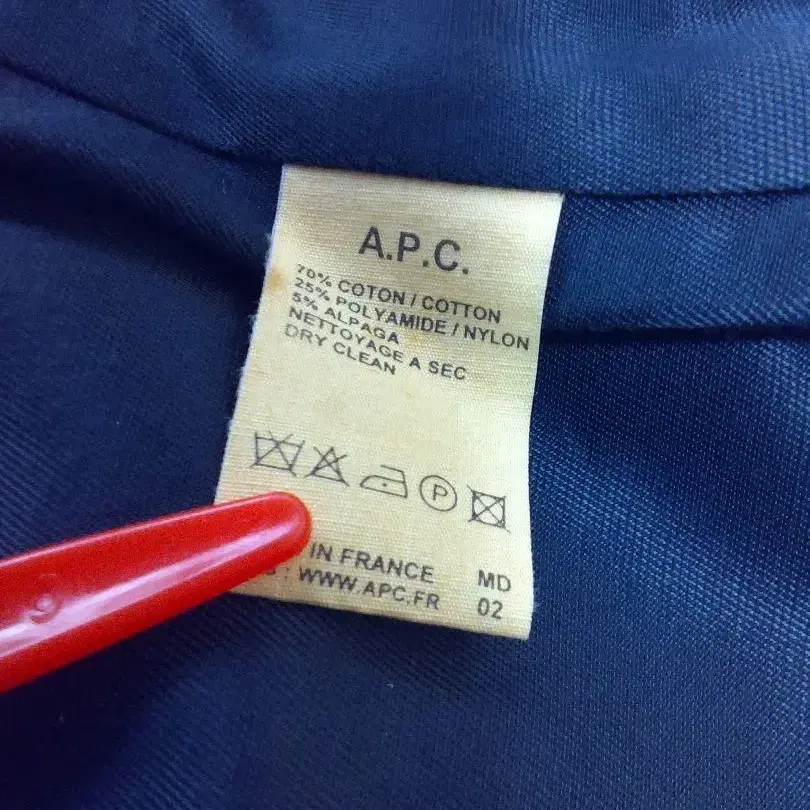 A.P.C.
70% COTON / COTTON
25% POLYAMIDE / NYLON
5% ALPAGA
NETTOYAGE A SEC
DRY CLEAN
P
IN FRANCE MD
: WWW.APC.FR 02